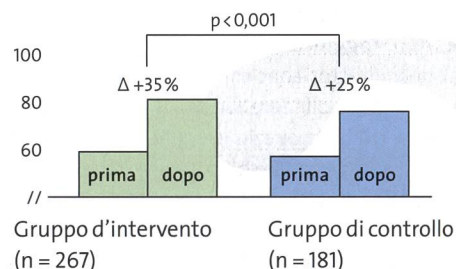 p<0,001
100
Δ +35%
Δ +25%
80
60
prima dopo
prima dopo
//
Gruppo d’intervento
(n = 267)
Gruppo di controllo
(n = 181)